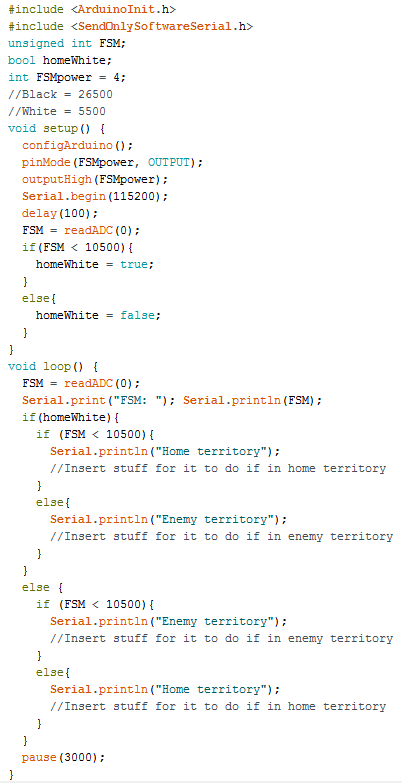 #include <ArduinoInit.h>
#include <SendOnlySoftwareSerial.h>
unsigned int FSM;
bool homeWhite;
int FSMpower = 4;
//Black = 26500
//White = 5500
void setup() {
  configArduino();
  pinMode(FSMpower, OUTPUT);
  outputHigh(FSMpower);
  Serial.begin(115200);
  delay(100);
  FSM = readADC(0);
  if(FSM < 10500){
    homeWhite = true;
  }
  else{
    homeWhite = false;
  }
}
void loop() {
  FSM = readADC(0);
  Serial.print("FSM: "); Serial.println(FSM);
  if(homeWhite){
    if (FSM < 10500){
      Serial.println("Home territory");
      //Insert stuff for it to do if in home territory
    }
    else{
      Serial.println("Enemy territory");
      //Insert stuff for it to do if in enemy territory
    }
  }
  else {
    if (FSM < 10500){
      Serial.println("Enemy territory");
      //Insert stuff for it to do if in enemy territory
    }
    else{
      Serial.println("Home territory");
      //Insert stuff for it to do if in home territory
    }
  }
  pause(3000);
}